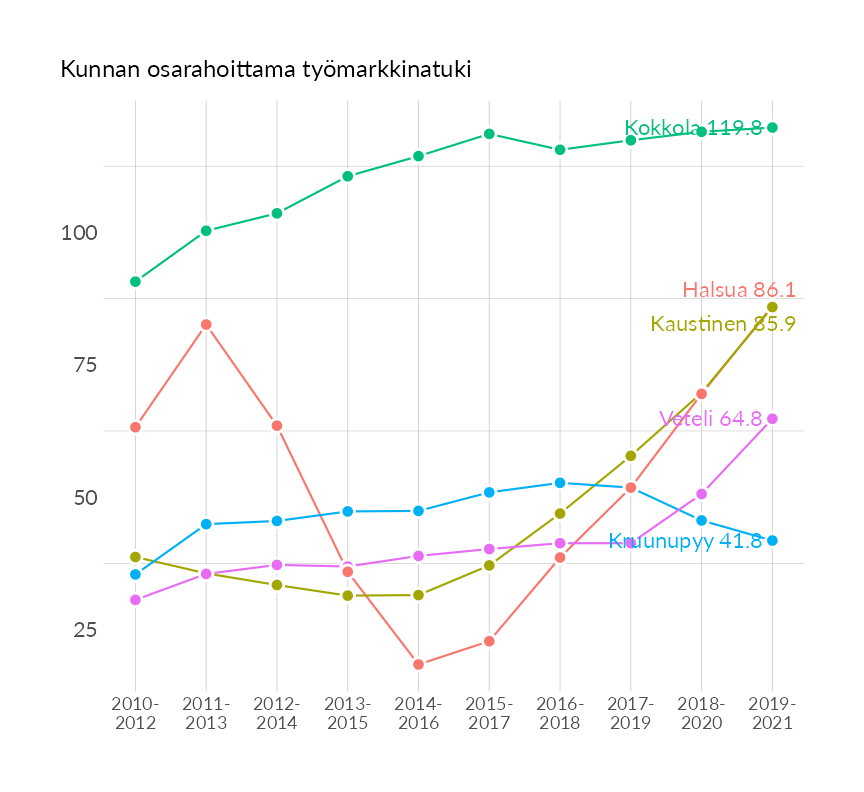 Kunnan osarahoittama työmarkkinatuki
Kokkola 119.8
100
Halsua 86.1
Kaustinen 85.9
75
Veteli 64.8
50
Kruunupyy 41.8
25
2010- 2011- 2012- 2013- 2014- 2015- 2016- 2017- 2018- 2019-
2012 2013 2014 2015 2016 2017 2018 2019 2020 2021